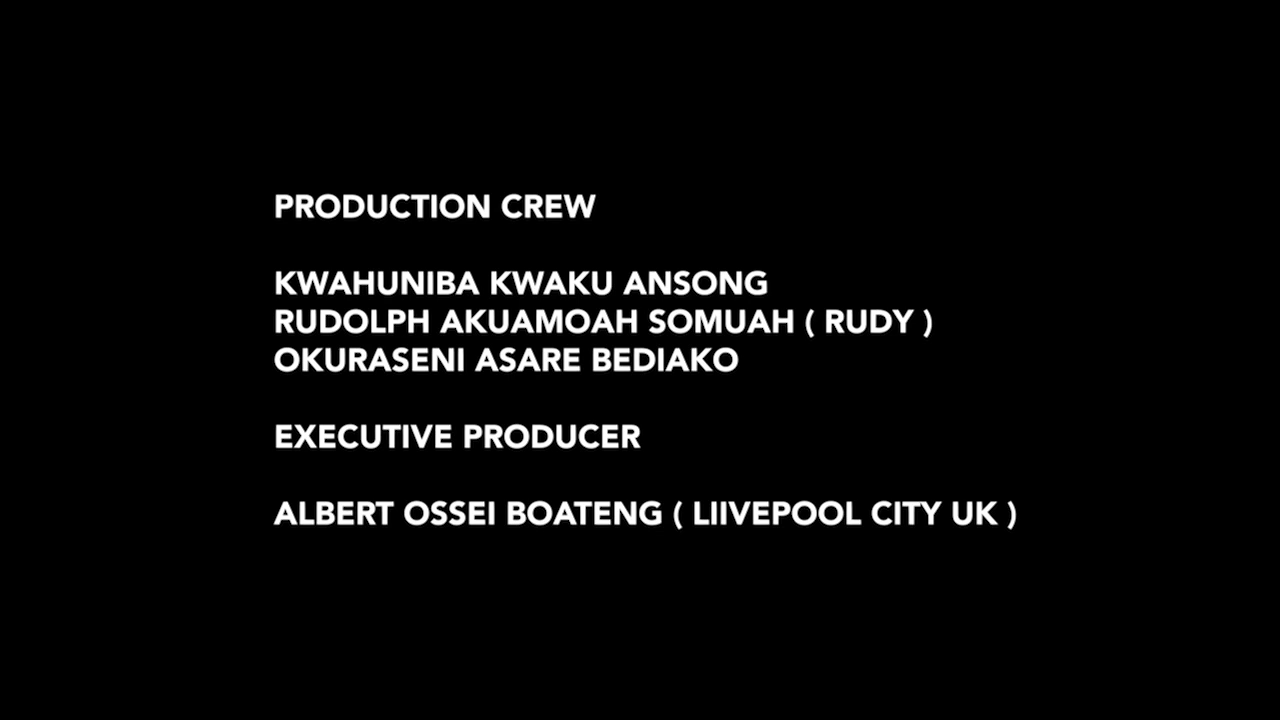 PRODUCTION CREW
KWAHUNIBA KWAKU ANSONG
RUDOLPH AKUAMOAH SOMUAH ( RUDY )
OKURASENI ASARE BEDIAKO
EXECUTIVE PRODUCER
ALBERT OSSEI BOATENG ( LIIVEPOOL CITY UK )